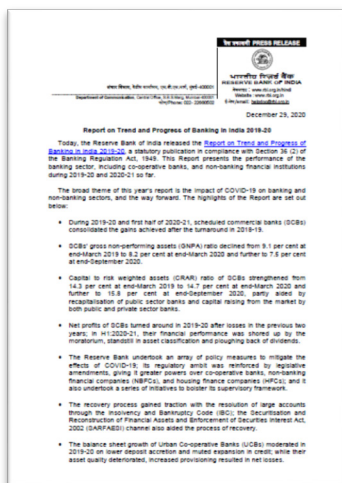 प्रेस प्रकाशनी PRESS RELEASE
भारतीय रिज़र्व बैंक
RESERVE BANK OF INDIA
Website : www.rbi.org.in
Department of Communication, Central Office,
December 29, 2020
Report on Trend and Progress of Banking in India 2019-20
Today, the Reserve Bank of India released the Report on Trend and Progress of
Banking in India 2019-20, a statutory publication in compliance with Section 36 (2) of
the Banking Regulation Act, 1949. This Report presents the performance of the
banking sector, including co-operative banks, and non-banking financial institutions
during 2019-20 and 2020-21 so far.
The broad theme of this year's report is the impact of COVID-19 on banking and
non-banking sectors, and the way forward. The highlights of the Report are set out
below:
• During 2019-20 and first half of 2020-21, scheduled commercial banks (SCBs)
consolidated the gains achieved after the turnaround in 2018-19.
• SCBs' gross non-performing assets (GNPA) ratio declined from 9.1 per cent at
end-March 2019 to 8.2 per cent at end-March 2020 and further to 7.5 per cent
at end-September 2020.
• Capital to risk weighted assets (CRAR) ratio of SCBs strengthened from
14.3 per cent at end-March 2019 to 14.7 per cent at end-March 2020 and
further to 15.8 per cent at end-September 2020, partly aided by
recapitalisation of public sector banks and capital raising from the market by
both public and private sector banks.
• Net profits of SCBs turned around in 2019-20 after losses in the previous two
years; in H1:2020-21, their financial performance was shored up by the
moratorium, standstill in asset classification and ploughing back of dividends.
• The Reserve Bank undertook an array of policy measures to mitigate the
effects of COVID-19; its regulatory ambit was reinforced by legislative
amendments, giving it greater powers over co-operative banks, non-banking
financial companies (NBFCs), and housing finance companies (HFCs); and it
also undertook a series of initiatives to bolster its supervisory framework.
• The recovery process gained traction with the resolution of large accounts
through the Insolvency and Bankruptcy Code (IBC); the Securitisation and
Reconstruction of Financial Assets and Enforcement of Securities Interest Act,
2002 (SARFAESI) channel also aided the process of recovery.
• The balance sheet growth of Urban Co-operative Banks (UCBs) moderated in
2019-20 on lower deposit accretion and muted expansion in credit; while their
asset quality deteriorated, increased provisioning resulted in net losses.